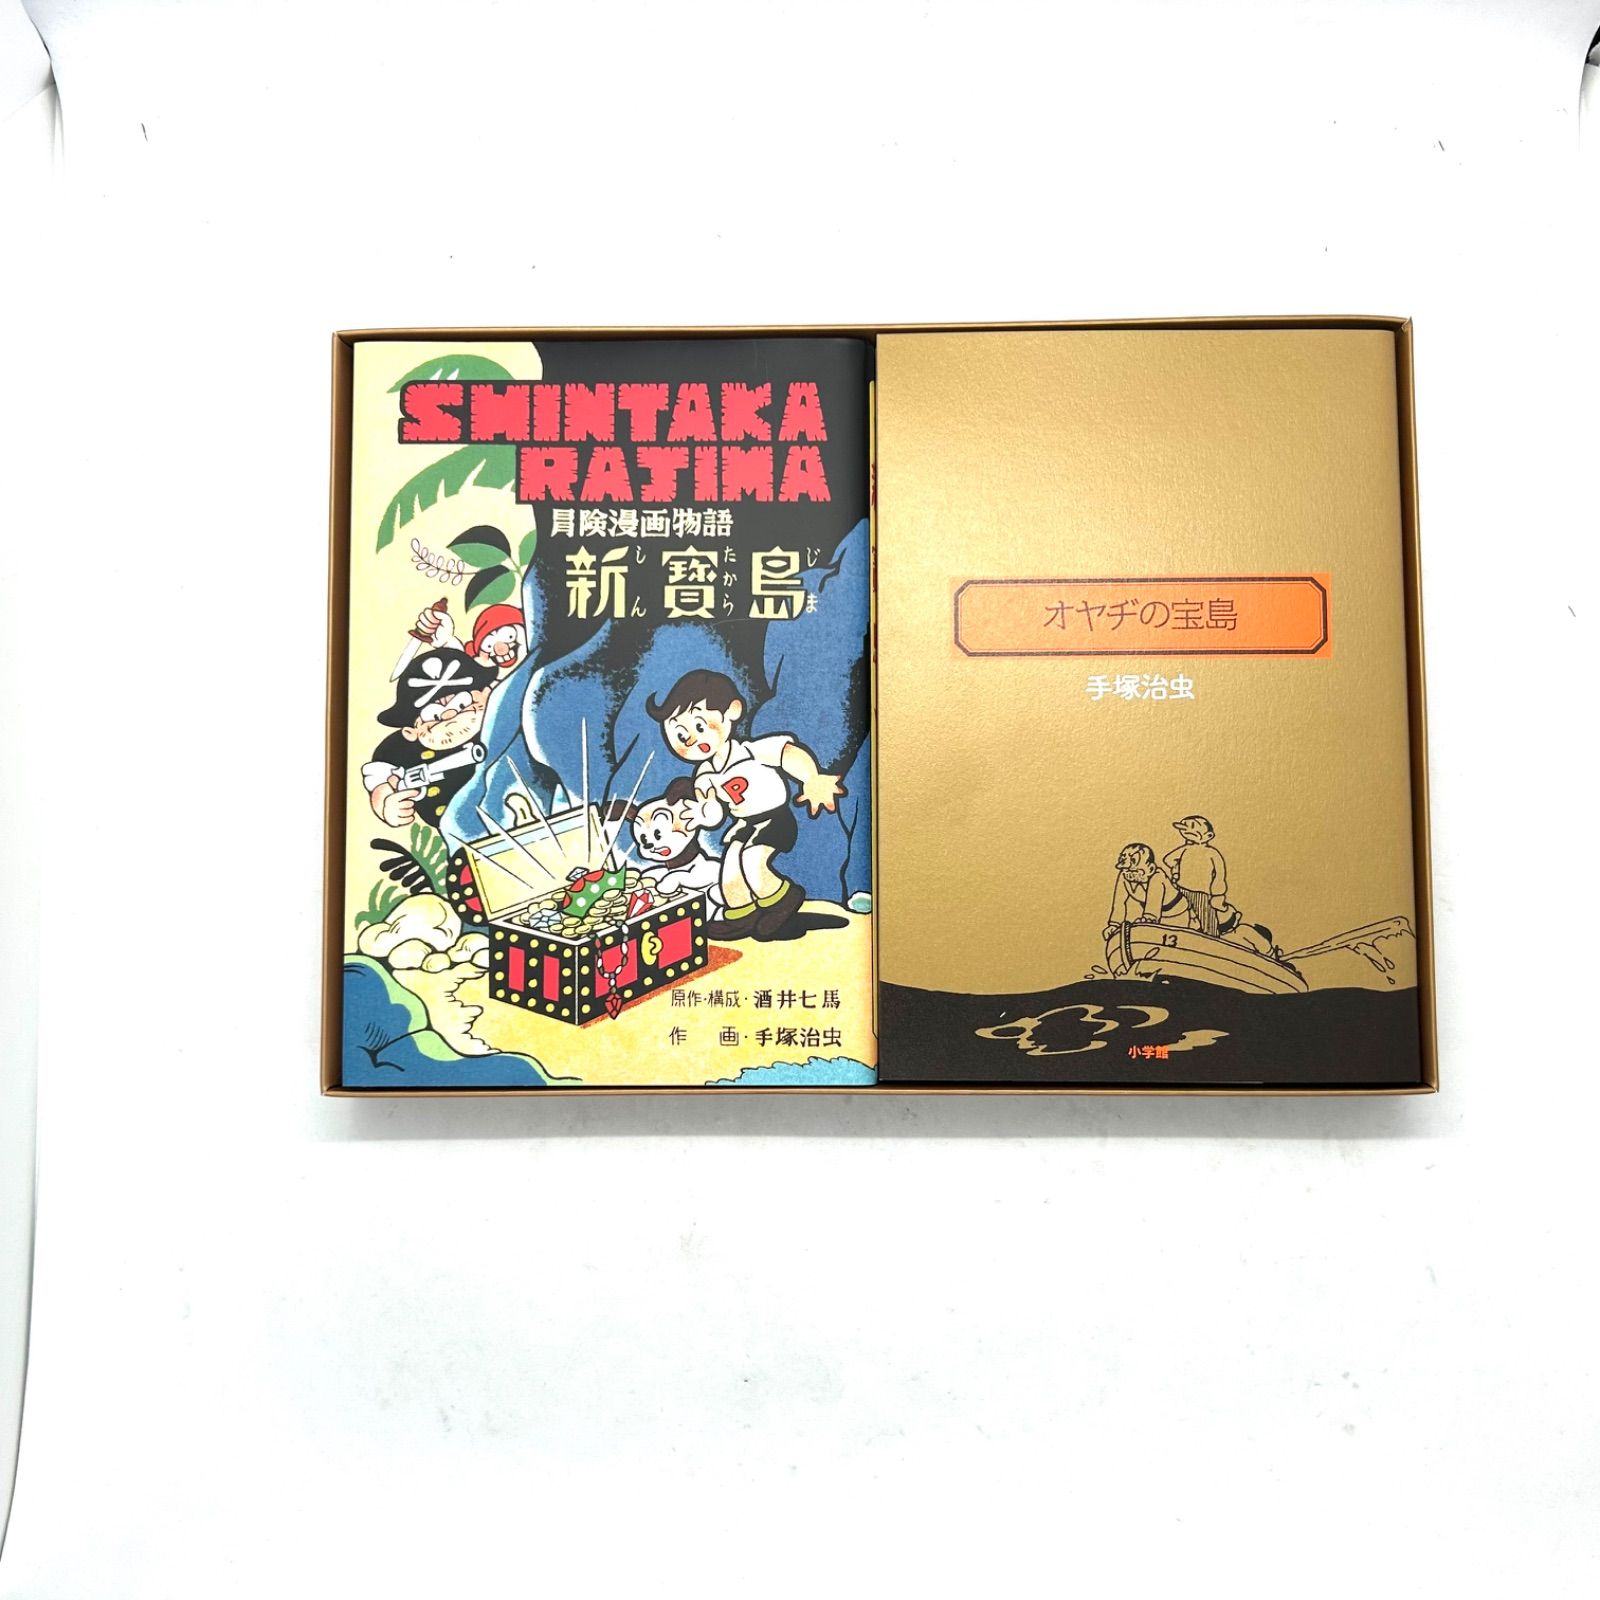 SHINTAKA
RAJIMA
冒険漫画物語
新寶島
しん たから じま
P
原作・構成・酒井七馬
作 画・手塚治虫
オヤヂの宝島
手塚治虫
13
小学館